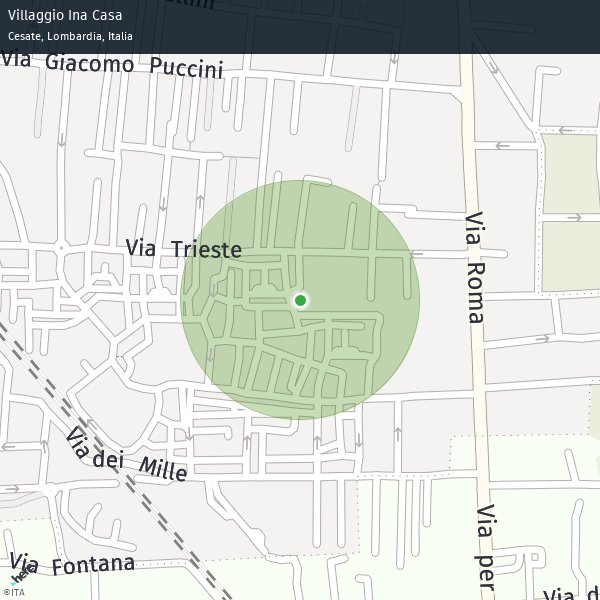 Villaggio Ina Casa
Cesate, Lombardia, Italia
Via Giacomo Puccini
Via Trieste
Via Roma
Via dei Mille
Via per
Via Fontana
Via d
here
©ITA